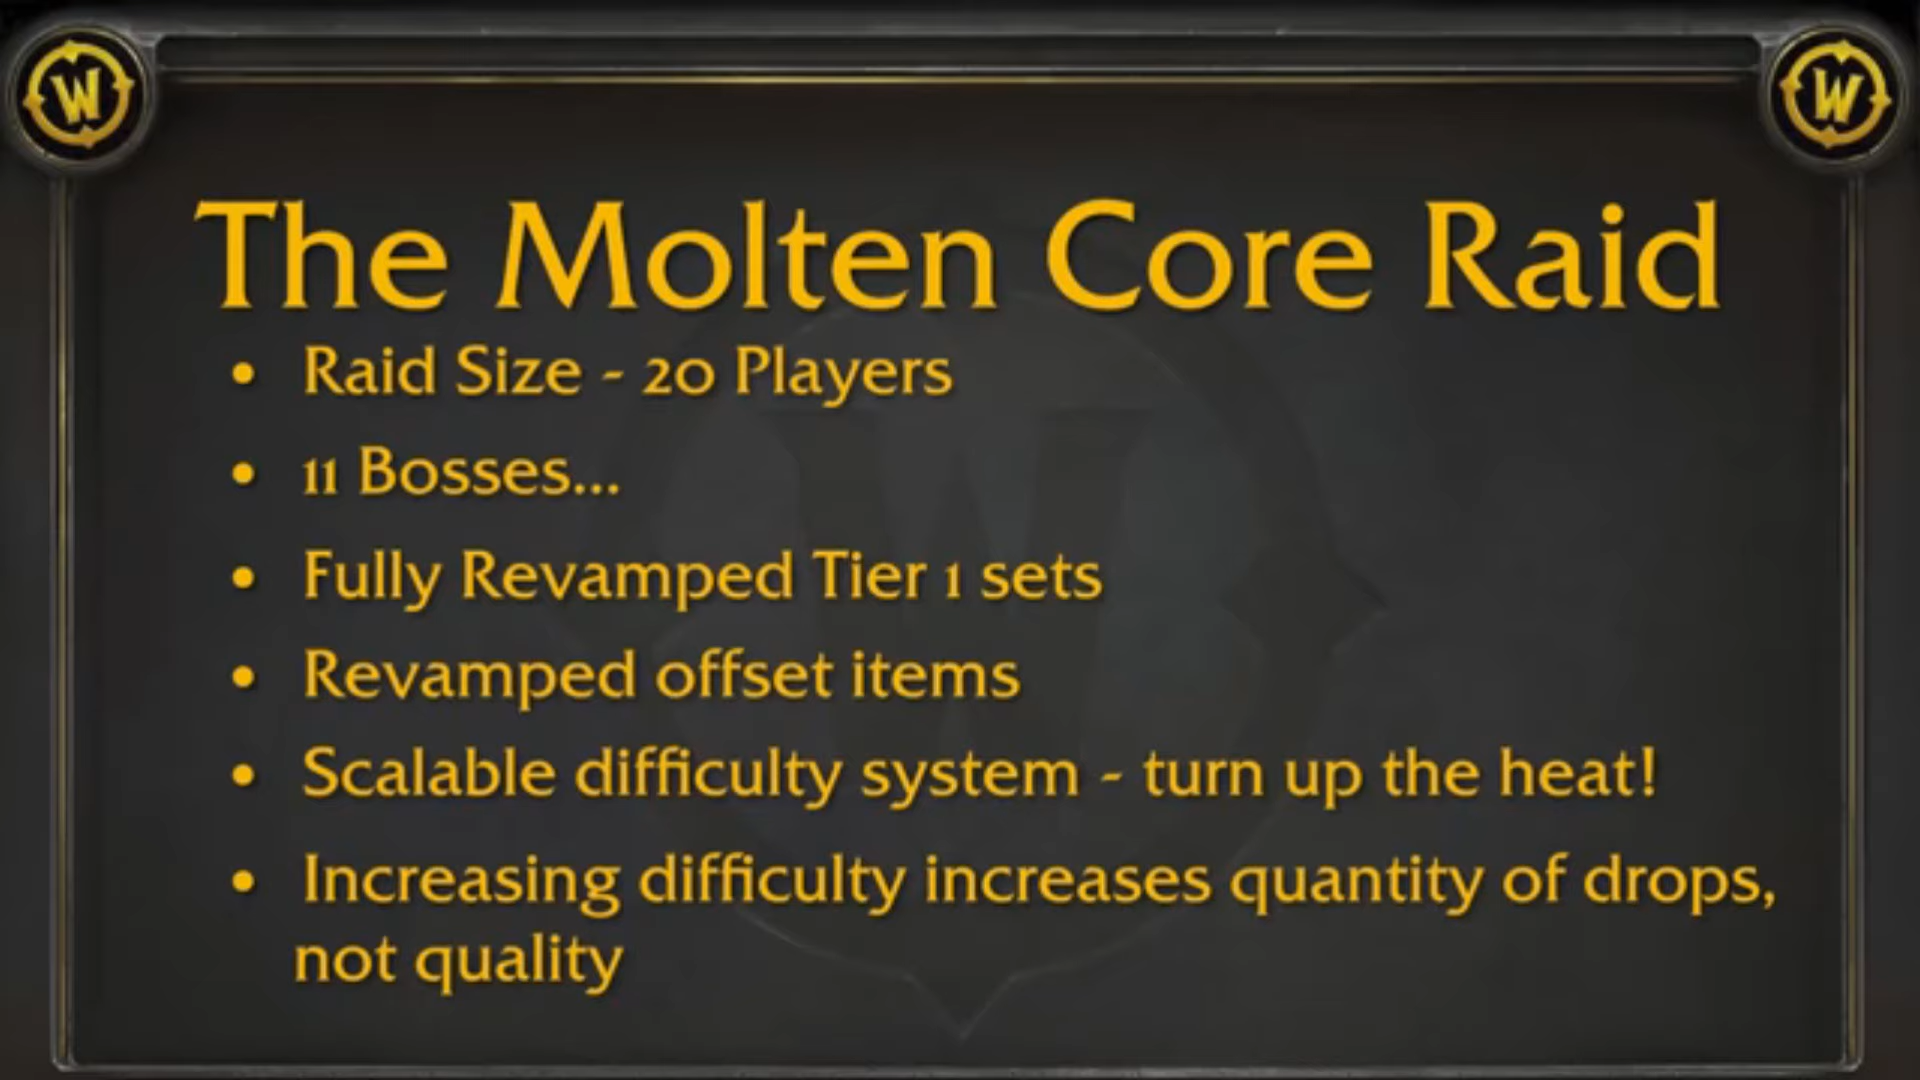 W
W
The Molten Core Raid
• Raid Size - 20 Players
• 11 Bosses...
• Fully Revamped Tier 1 sets
• Revamped offset items
• Scalable difficulty system - turn up the heat!
• Increasing difficulty increases quantity of drops,
not quality